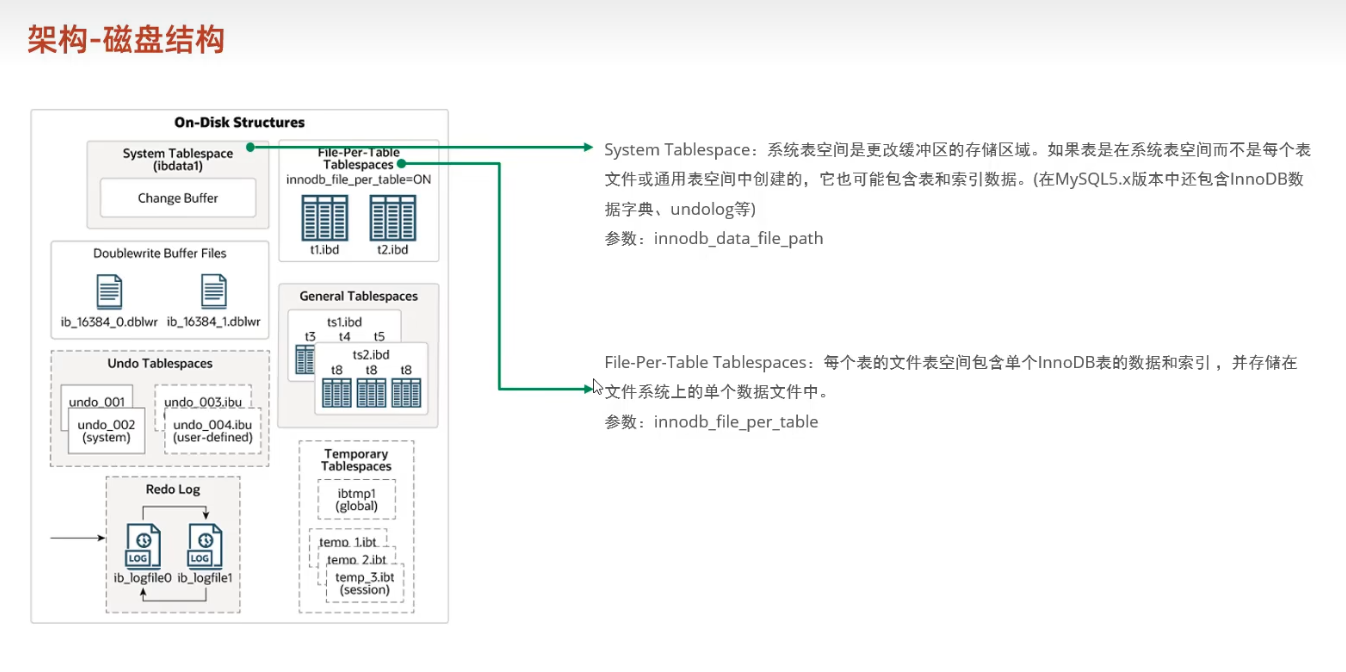 架构-磁盘结构
On-Disk Structures
System Tablespace
(ibdata1)
Change Buffer
File-Per-Table
Tablespaces
innodb_file_per_table=ON
t1.ibd
t2.ibd
Doublewrite Buffer Files
ib_16384_0.dblwr
ib_16384_1.dblwr
General Tablespaces
ts1.ibd
t3 t4 t5
ts2.ibd
t8 t8 t8
Undo Tablespaces
undo_001
undo_002
(system)
undo_003.ibu
undo_004.ibu
(user-defined)
Temporary
Tablespaces
ibtmp1
(global)
temp_1.ibt
temp_2.ibt
temp_3.ibt
(session)
Redo Log
LOG
LOG
ib_logfile0
ib_logfile1
System Tablespace：系统表空间是更改缓冲区的存储区域。如果表是在系统表空间而不是每个表
文件或通用表空间中创建的，它也可能包含表和索引数据。(在MySQL5.x版本中还包含InnoDB数
据字典、undolog等)
参数：innodb_data_file_path
File-Per-Table Tablespaces：每个表的文件表空间包含单个InnoDB表的数据和索引 ，并存储在
文件系统上的单个数据文件中。
参数：innodb_file_per_table